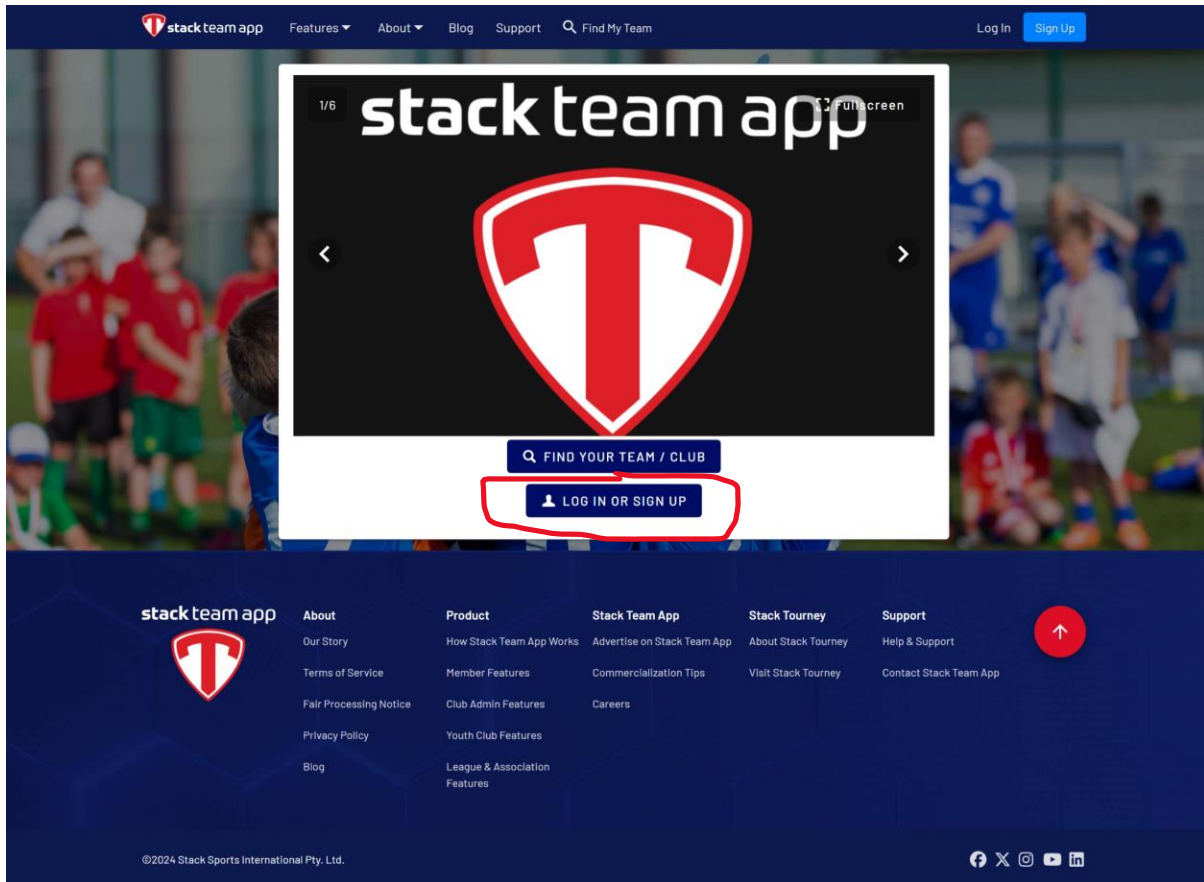 stack team app
Features
About
Blog
Support
Find My Team
Log In
Sign Up
1/6
stack team app
Fullscreen
FIND YOUR TEAM / CLUB
LOG IN OR SIGN UP
stack team app
About
Our Story
Terms of Service
Fair Processing Notice
Privacy Policy
Blog
Product
How Stack Team App Works
Member Features
Club Admin Features
Youth Club Features
League & Association
Features
Stack Team App
Advertise on Stack Team App
Commercialization Tips
Careers
Stack Tourney
About Stack Tourney
Visit Stack Tourney
Support
Help & Support
Contact Stack Team App
©2024 Stack Sports International Pty. Ltd.